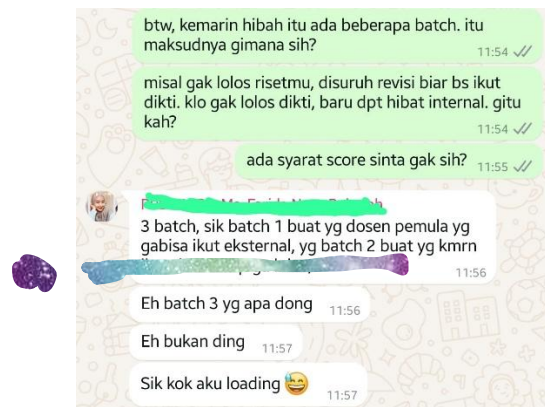 btw, kemarin hibah itu ada beberapa batch. itu
maksudnya gimana sih?
11:54
misal gak lolos risetmu, disuruh revisi biar bs ikut
dikti. klo gak lolos dikti, baru dpt hibat internal. gitu
kah?
11:54
ada syarat score sinta gak sih? 11:55
3 batch, sik batch 1 buat yg dosen pemula yg
gabisa ikut eksternal, yg batch 2 buat yg kmrn
11:56
Eh batch 3 yg apa dong 11:56
Eh bukan ding 11:57
Sik kok aku loading 😅 11:57